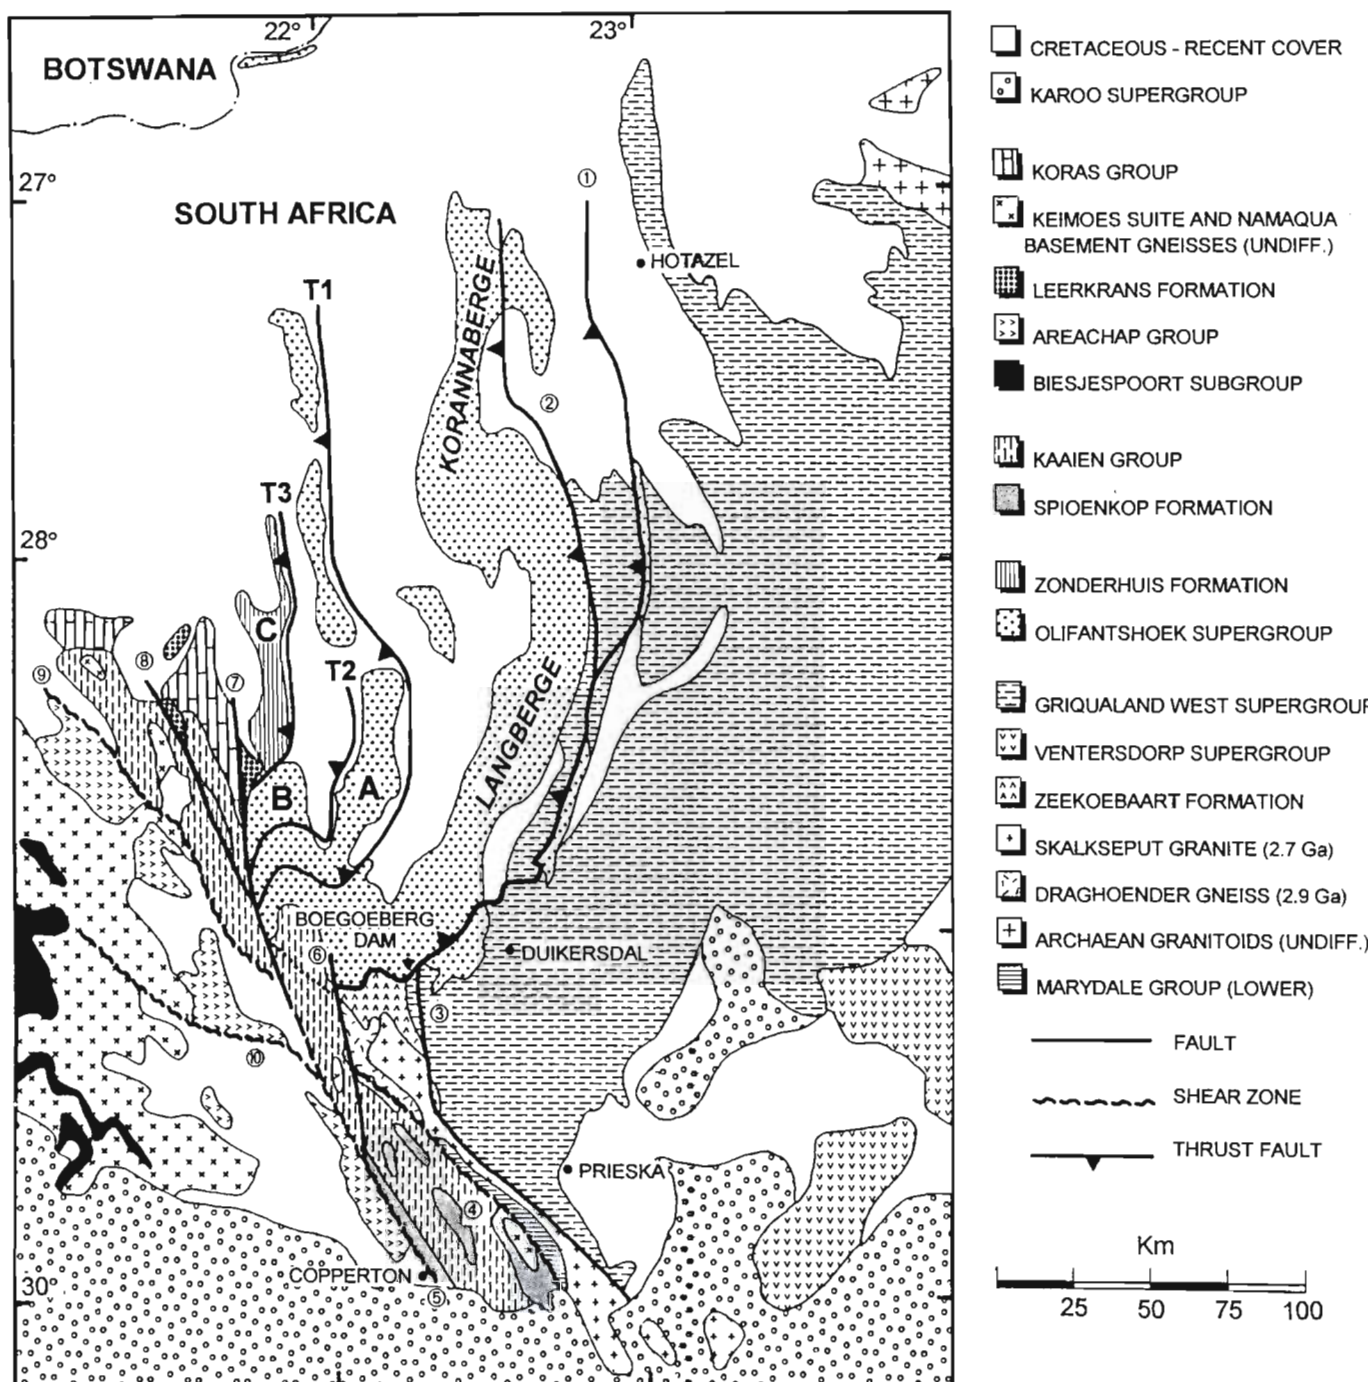 22°
23°
BOTSWANA
27°
SOUTH AFRICA
①
HOTAZEL
T1
KORANNABERGE
②
T3
28°
C
⑧
⑨
⑦
T2
LANGBERGE
B
A
BOEGOEBERG
DAM
⑥
DUIKERSDAL
③
⑩
PRIESKA
④
COPPERTON
⑤
30°
CRETACEOUS - RECENT COVER
KAROO SUPERGROUP
KORAS GROUP
KEIMOES SUITE AND NAMAQUA
BASEMENT GNEISSES (UNDIFF.)
LEERKRANS FORMATION
AREACHAP GROUP
BIESJESPOORT SUBGROUP
KAAIEN GROUP
SPIOENKOP FORMATION
ZONDERHUIS FORMATION
OLIFANTSHOEK SUPERGROUP
GRIQUALAND WEST SUPERGROUP
VENTERSDORP SUPERGROUP
ZEEKOEBAART FORMATION
SKALKSEPUT GRANITE (2.7 Ga)
DRAGHOENDER GNEISS (2.9 Ga)
ARCHAEAN GRANITOIDS (UNDIFF.)
MARYDALE GROUP (LOWER)
FAULT
SHEAR ZONE
THRUST FAULT
Km
25 50 75 100